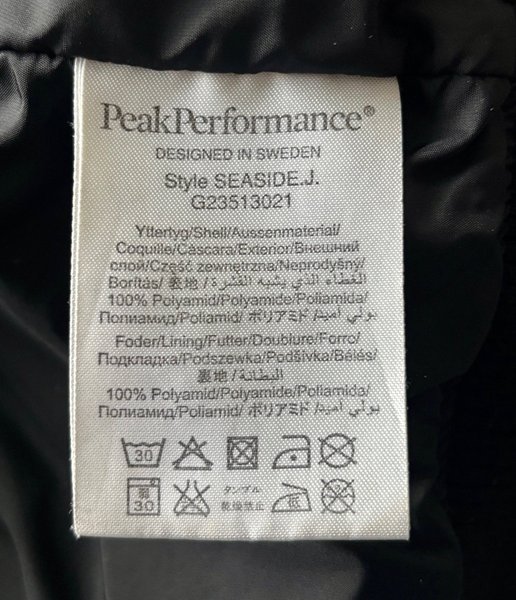 PeakPerformance®
DESIGNED IN SWEDEN
Style SEASIDE.J.
G23513021
Yttertyg/Shell/Aussenmaterial/
Coquille/Cáscara/Exterior/Внешний
слой/Część zewnętrzna/Neprodyšný/
Borítás/ 表地 / الغطاء الذي يشبه القشرة/
100% Polyamid/Polyamide/Poliamida/
Полиамид/Poliamid/ ポリアミド /بولي أميد
Foder/Lining/Futter/Doublure/Forro/
Подкладка/Podszewka/Podšívka/Bélés/
裏地 / البطانة/
100% Polyamid/Polyamide/Poliamida/
Полиамид/Poliamid/ ポリアミド /بولي أميد
30
弱 タンブル
30 乾燥禁止 低